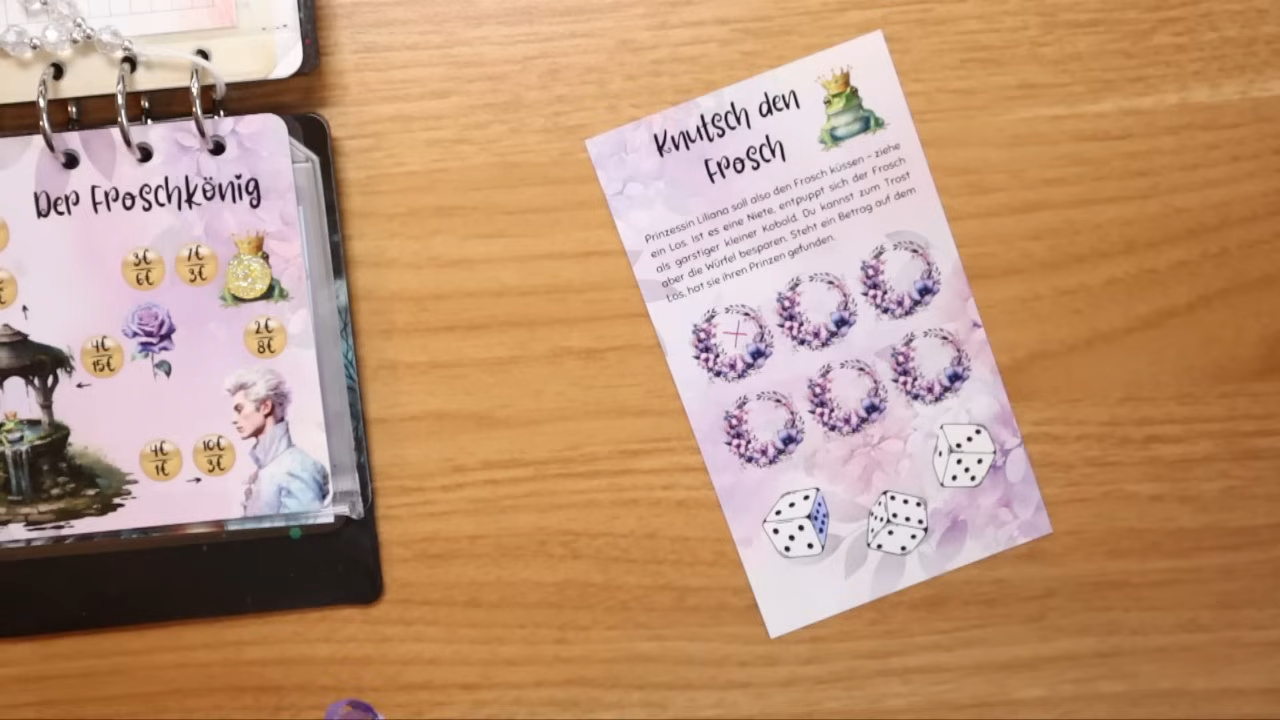 Der Froschkönig
3€
6€
7€
3€
2€
8€
4€
15€
4€
1€
10€
3€
Knutsch den
Frosch
Prinzessin Liliana soll also den Frosch küssen - ziehe
ein Los. Ist es eine Niete, entpuppt sich der Frosch
als garstiger kleiner Kobold. Du kannst zum Trost
aber die Würfel besparen. Steht ein Betrag auf dem
Los, hat sie ihren Prinzen gefunden.